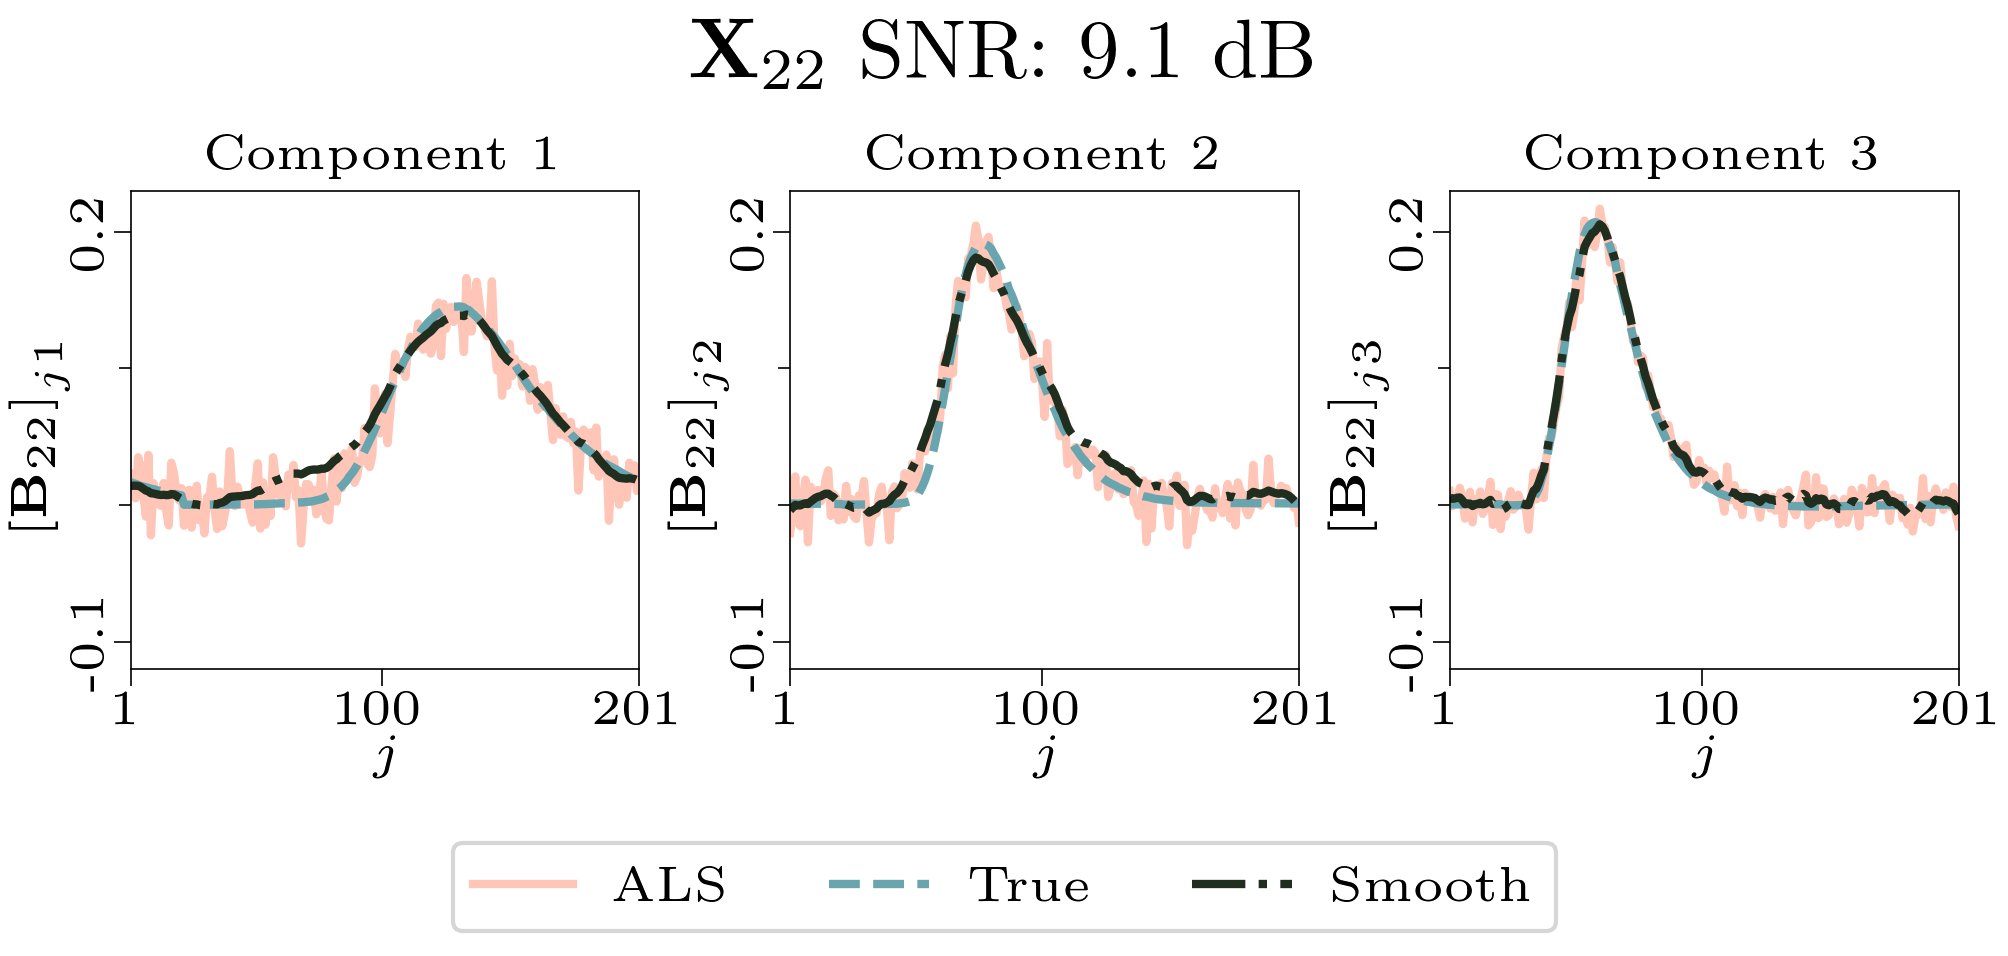 X₂₂ SNR: 9.1 dB
Component 1
Component 2
Component 3
[B₂₂]ⱼ₁
0.2
-0.1
[B₂₂]ⱼ₂
0.2
-0.1
[B₂₂]ⱼ₃
0.2
-0.1
1 100 201
1 100 201
1 100 201
j
j
j
ALS True Smooth